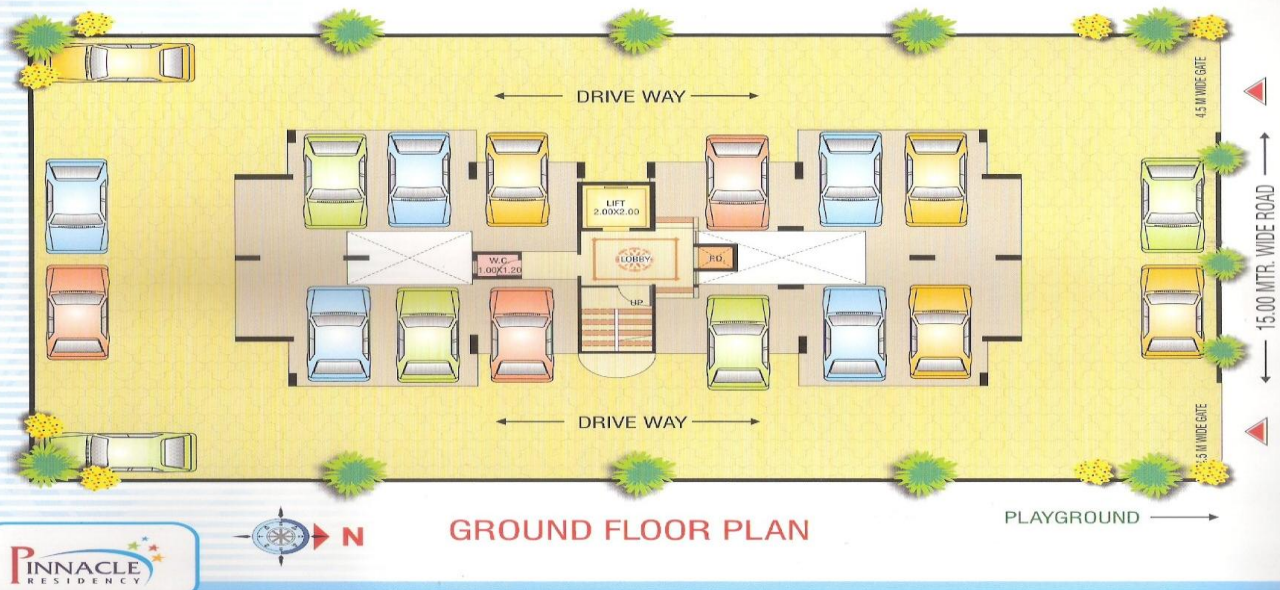 4.5 M WIDE GATE
DRIVE WAY
LIFT
2.00X2.00
15.00 MTR. WIDE ROAD
W.C.
1.00X1.20
LOBBY
F.D.
UP
DRIVE WAY
.5 M WIDE GATE
PLAYGROUND
N
GROUND FLOOR PLAN
PINNACLE
RESIDENCY